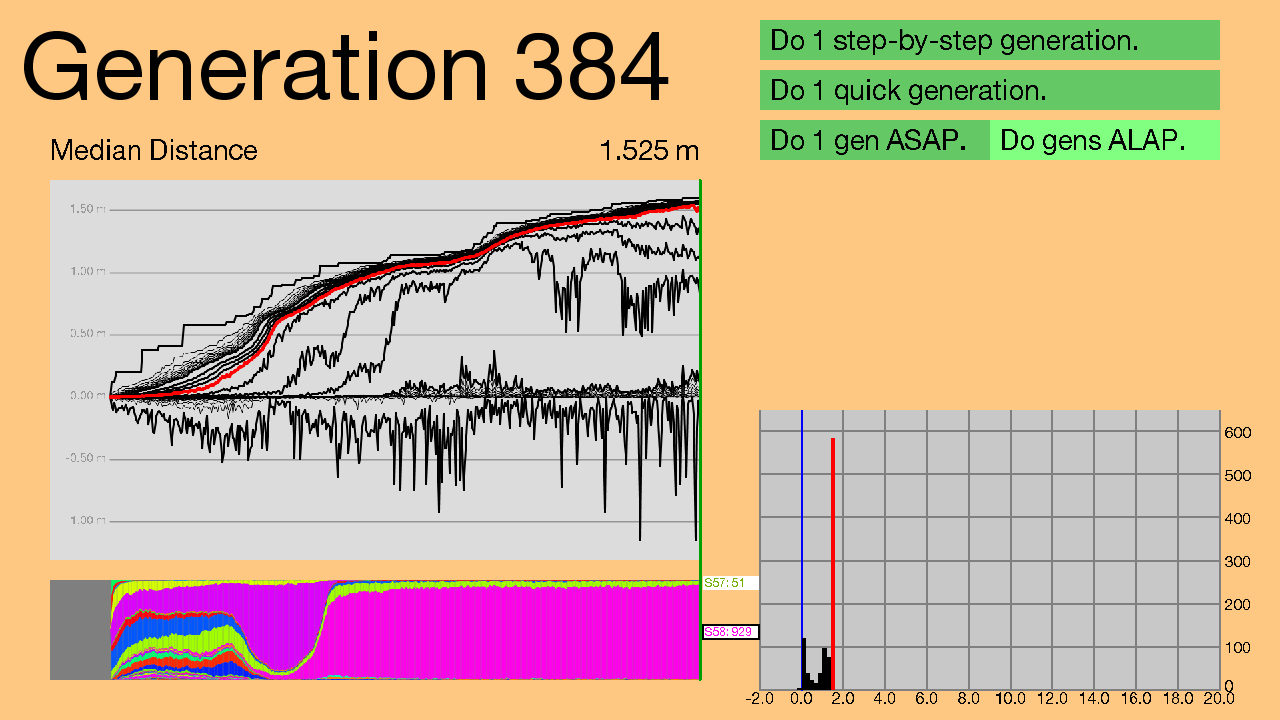 Generation 384
Do 1 step-by-step generation.
Do 1 quick generation.
Do 1 gen ASAP.
Do gens ALAP.
Median Distance
1.525 m
1.50 m
1.00 m
0.50 m
0.00 m
-0.50 m
1.00 m
S57: 51
S58: 929
600
500
400
300
200
100
0
-2.0 0.0 2.0 4.0 6.0 8.0 10.0 12.0 14.0 16.0 18.0 20.0